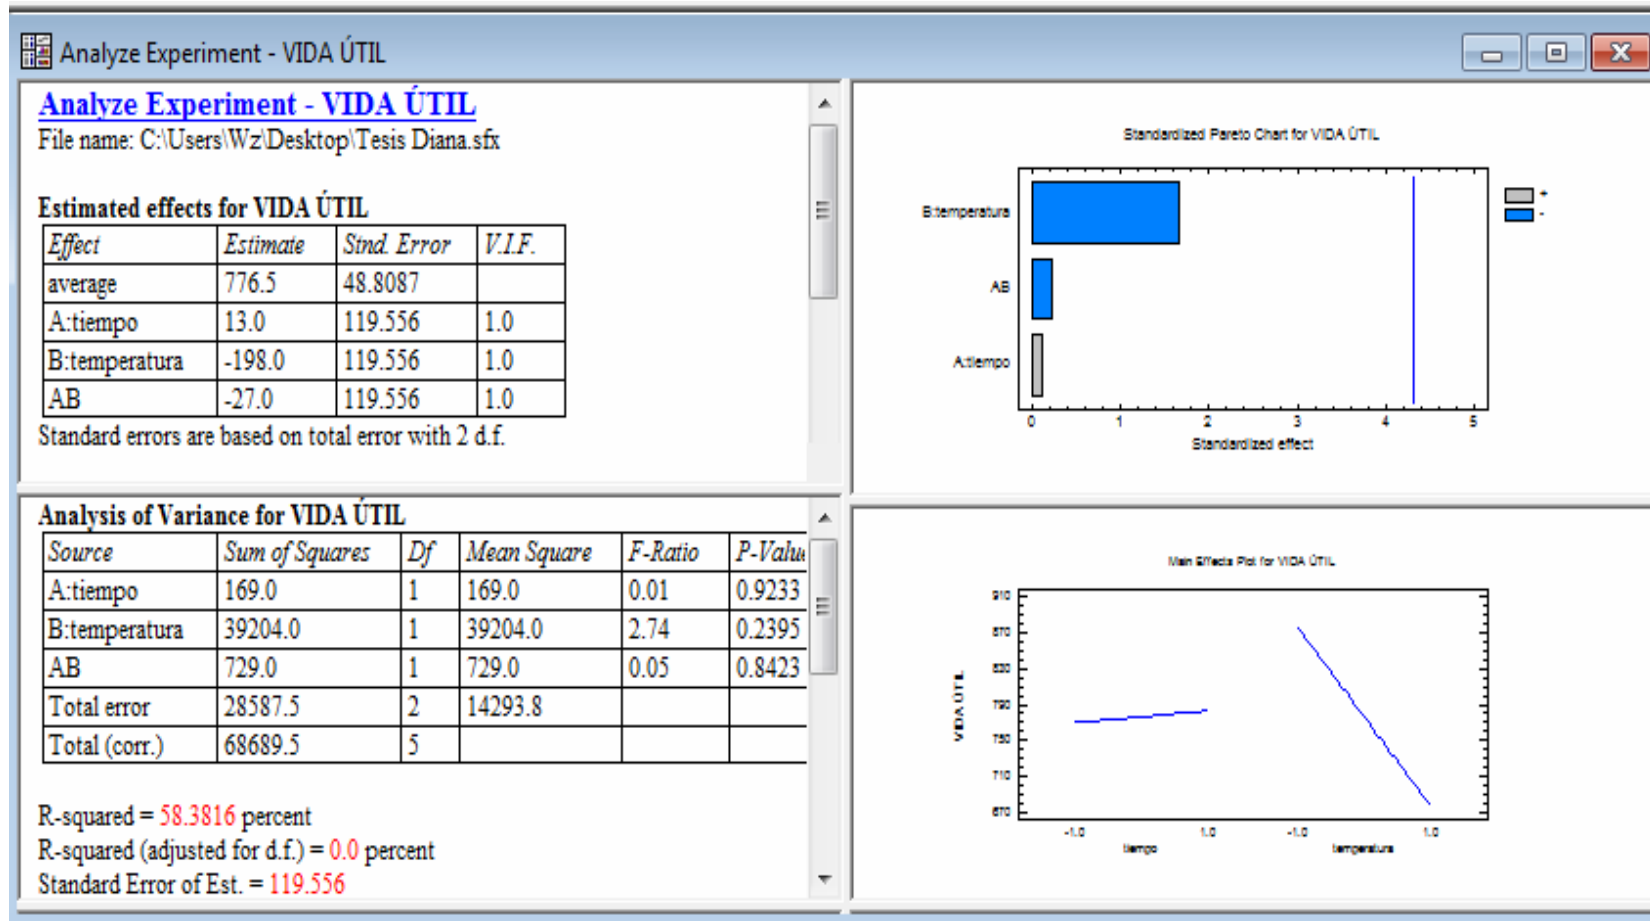 Analyze Experiment - VIDA ÚTIL
Analyze Experiment - VIDA ÚTIL
File name: C:\Users\Wz\Desktop\Tesis Diana.sfx
Estimated effects for VIDA ÚTIL
Effect Estimate Stnd. Error V.I.F.
average 776.5 48.8087
A:tiempo 13.0 119.556 1.0
B:temperatura -198.0 119.556 1.0
AB -27.0 119.556 1.0
Standard errors are based on total error with 2 d.f.
Standardized Pareto Chart for VIDA ÚTIL
B:temperatura
AB
A:tiempo
0 1 2 3 4 5
Standardized effect
+
-
Analysis of Variance for VIDA ÚTIL
Source Sum of Squares Df Mean Square F-Ratio P-Value
A:tiempo 169.0 1 169.0 0.01 0.9233
B:temperatura 39204.0 1 39204.0 2.74 0.2395
AB 729.0 1 729.0 0.05 0.8423
Total error 28587.5 2 14293.8
Total (corr.) 68689.5 5
R-squared = 58.3816 percent
R-squared (adjusted for d.f.) = 0.0 percent
Standard Error of Est. = 119.556
Main Effects Plot for VIDA ÚTIL
910
870
830
790
750
710
670
VIDA ÚTIL
-1.0 1.0 -1.0 1.0
tiempo temperatura